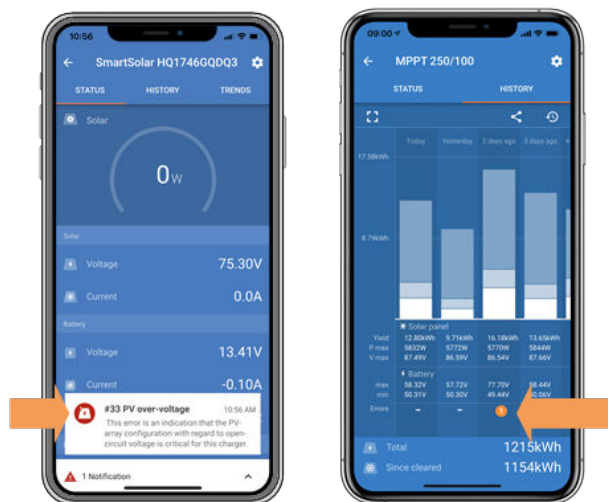 10:56
SmartSolar HQ1746GQDQ3
STATUS HISTORY TRENDS
Solar
0W
Solar
Voltage 75.30V
Current 0.0A
Battery
Voltage 13.41V
Current -0.10A
#33 PV over-voltage 10:56 AM
This error is an indication that the PV-
array configuration with regard to open-
circuit voltage is critical for this charger.
1 Notification
09:00
MPPT 250/100
STATUS HISTORY
Today Yesterday 2 days ago 3 days ago 4
17.58kWh
8.79kWh
Solar panel
Yield 12.80kWh 9.71kWh 16.18kWh 13.65kWh
P max 5832W 5772W 5770W 5844W
V max 87.49V 86.59V 86.54V 87.66V
Battery
max 58.32V 57.72V 77.70V 58.44V
min 50.31V 50.30V 49.44V 50.06V
Errors – – 1
Total 1215kWh
Since cleared 1154kWh